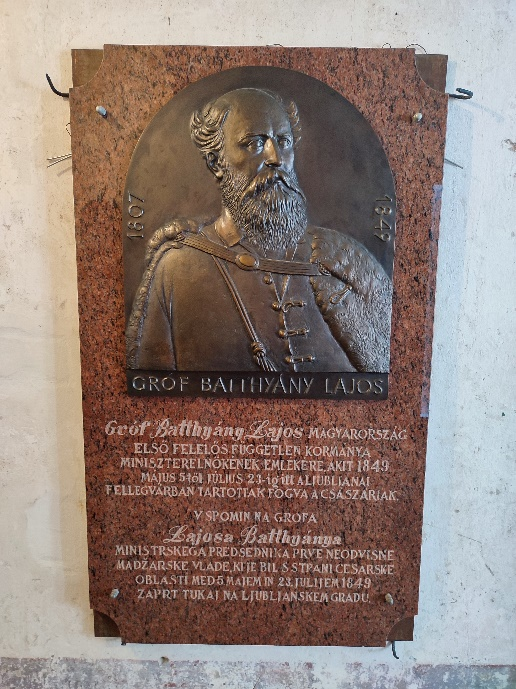 1807
1849
GRÓF BATTHYÁNY LAJOS
Gróf Batthyány Lajos MAGYARORSZÁG
ELSŐ FELELŐS FÜGGETLEN KORMÁNYA
MINISZTERELNÖKÉNEK EMLÉKÉRE, AKIT 1849
MÁJUS 5-től JÚLIUS 23-ig ITT A LJUBLJANAI
FELLEGVÁRBAN TARTOTTAK FOGVA A CSÁSZÁRIAK
V SPOMIN NA GROFA
Lajosa Batthyanya
MINISTRSKEGA PREDSEDNIKA PRVE NEODVISNE
MADŽARSKE VLADE, KI JE BIL S STRANI CESARSKE
OBLASTI MED 5. MAJEM IN 23. JULIJEM 1849
ZAPRT TUKAJ NA LJUBLJANSKEM GRADU.